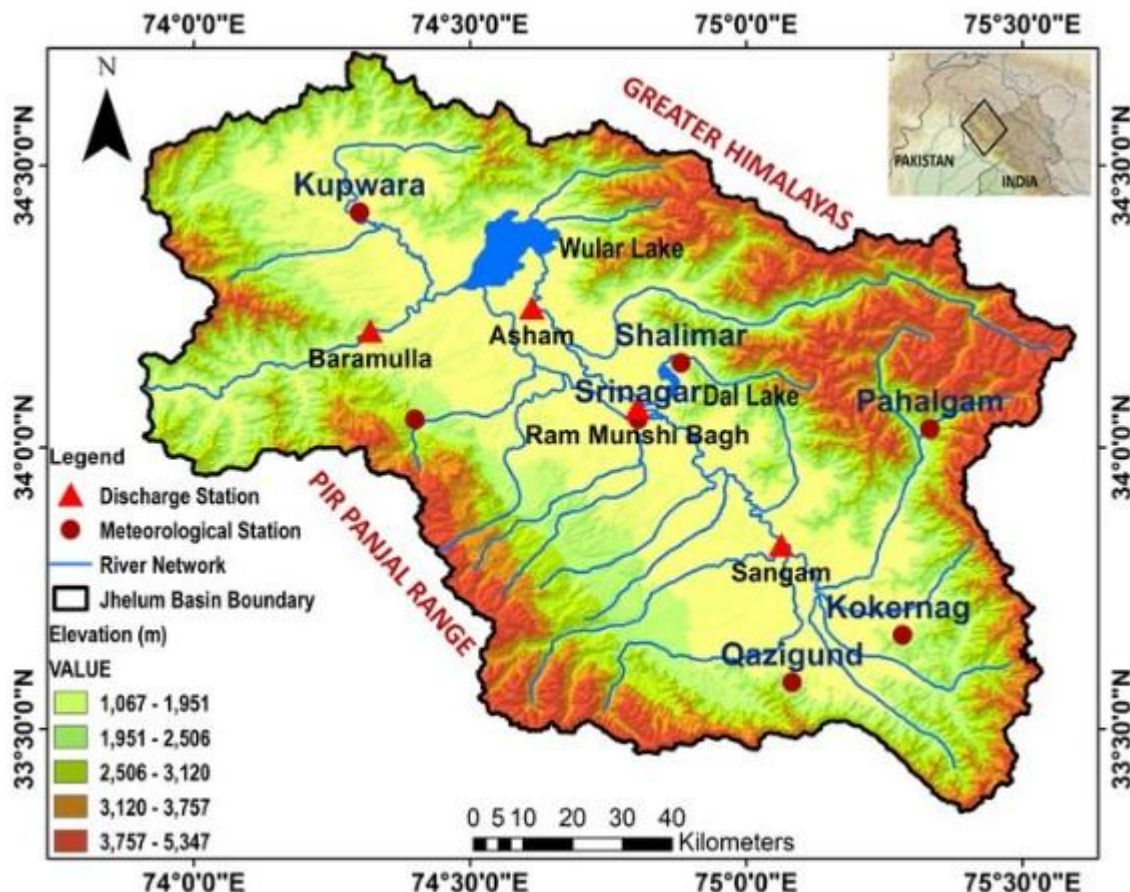 74°0'0"E 74°30'0"E 75°0'0"E 75°30'0"E
N
GREATER HIMALAYAS
PAKISTAN
INDIA
34°30'0"N
34°30'0"N
Kupwara
Wular Lake
Asham
Shalimar
Baramulla
Srinagar
Dal Lake
Pahalgam
Ram Munshi Bagh
34°0'0"N
34°0'0"N
PIR PANJAL RANGE
Sangam
Kokernag
Qazigund
33°30'0"N
33°30'0"N
Legend
Discharge Station
Meteorological Station
River Network
Jhelum Basin Boundary
Elevation (m)
VALUE
1,067 - 1,951
1,951 - 2,506
2,506 - 3,120
3,120 - 3,757
3,757 - 5,347
0 5 10 20 30 40
Kilometers
74°0'0"E 74°30'0"E 75°0'0"E 75°30'0"E